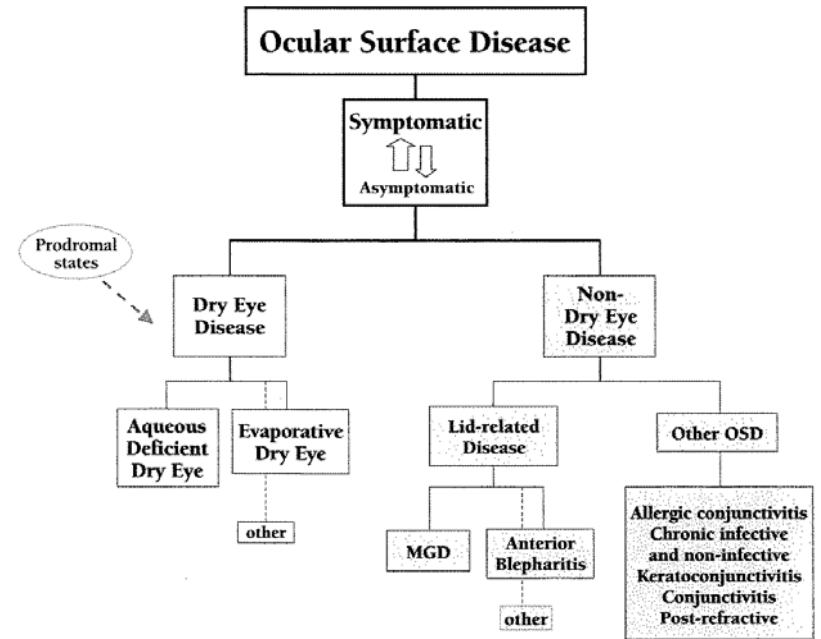 Ocular Surface Disease
Symptomatic
Asymptomatic
Prodromal
states
Dry Eye
Disease
Non-
Dry Eye
Disease
Aqueous
Deficient
Dry Eye
Evaporative
Dry Eye
other
Lid-related
Disease
Other OSD
MGD
Anterior
Blepharitis
other
Allergic conjunctivitis
Chronic infective
and non-infective
Keratoconjunctivitis
Conjunctivitis
Post-refractive